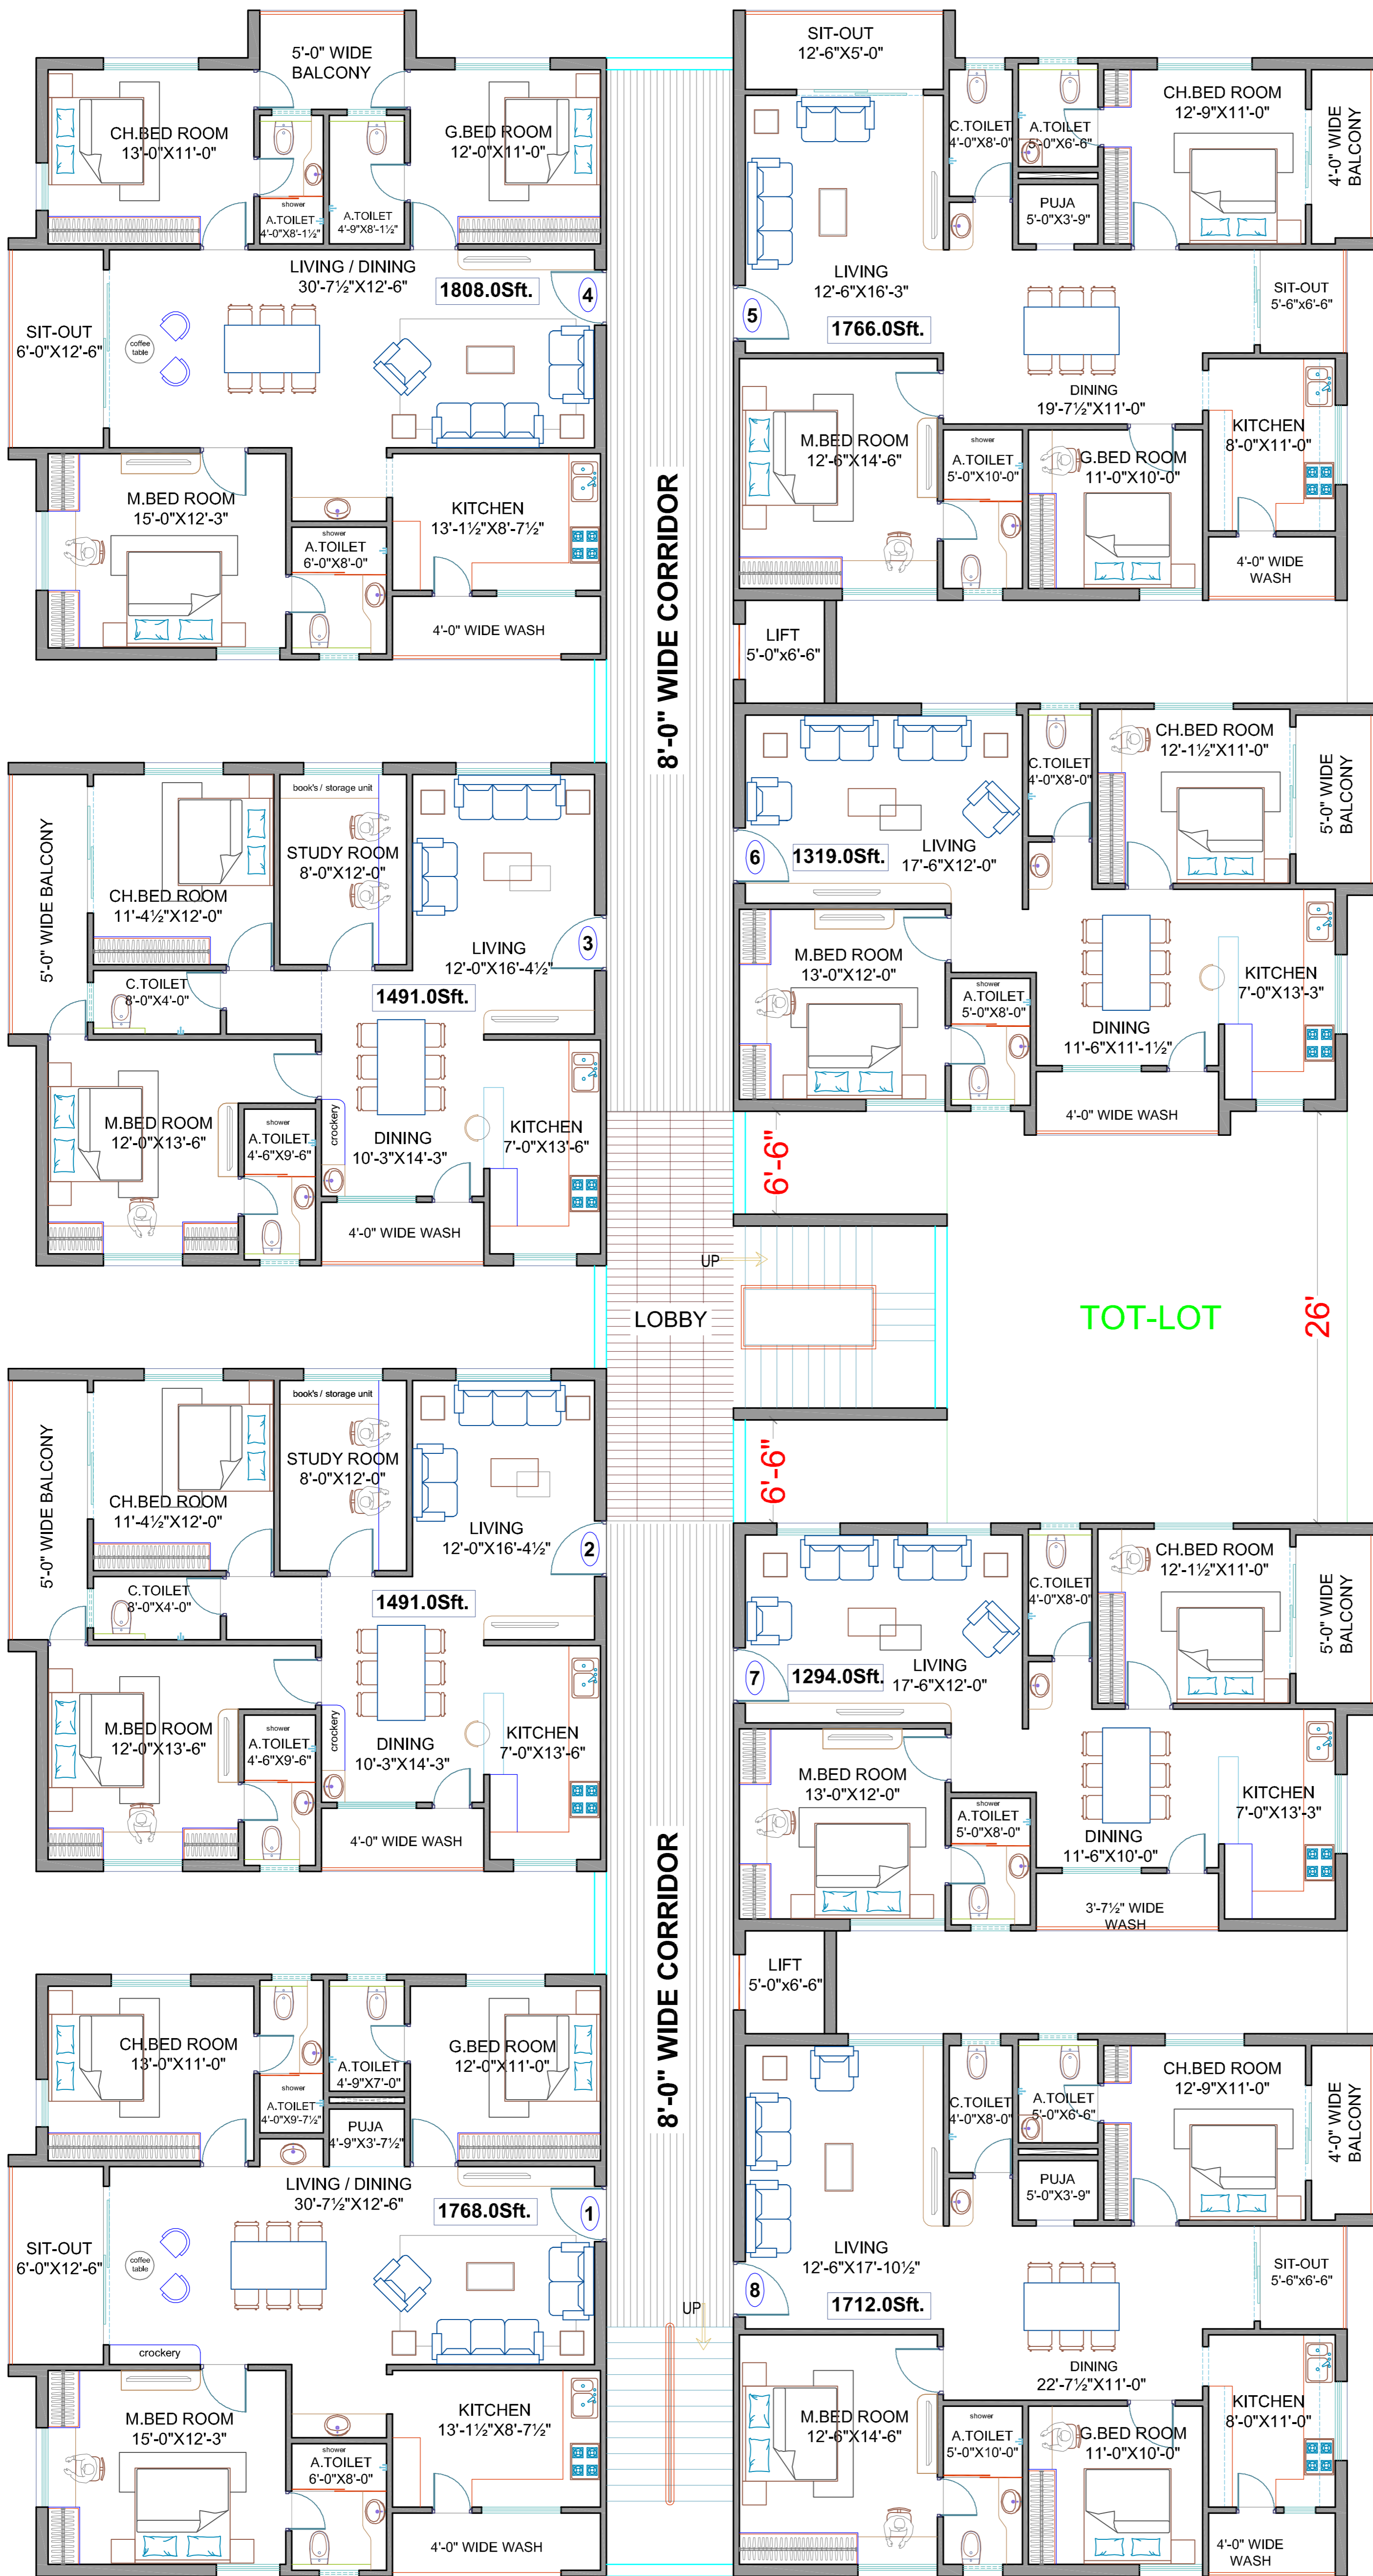 5'-0" WIDE
BALCONY
CH.BED ROOM
13'-0"X11'-0"
G.BED ROOM
12'-0"X11'-0"
shower
A.TOILET
4'-0"X8'-1½"
A.TOILET
4'-9"X8'-1½"
LIVING / DINING
30'-7½"X12'-6"
1808.0Sft.
4
SIT-OUT
6'-0"X12'-6"
coffee
table
M.BED ROOM
15'-0"X12'-3"
shower
A.TOILET
6'-0"X8'-0"
KITCHEN
13'-1½"X8'-7½"
4'-0" WIDE WASH
8'-0" WIDE CORRIDOR
SIT-OUT
12'-6"X5'-0"
C.TOILET
4'-0"X8'-0"
A.TOILET
5'-0"X6'-6"
CH.BED ROOM
12'-9"X11'-0"
4'-0" WIDE
BALCONY
PUJA
5'-0"X3'-9"
LIVING
12'-6"X16'-3"
5
1766.0Sft.
SIT-OUT
5'-6"x6'-6"
DINING
19'-7½"X11'-0"
M.BED ROOM
12'-6"X14'-6"
shower
A.TOILET
5'-0"X10'-0"
G.BED ROOM
11'-0"X10'-0"
KITCHEN
8'-0"X11'-0"
4'-0" WIDE
WASH
LIFT
5'-0"x6'-6"
5'-0" WIDE BALCONY
CH.BED ROOM
11'-4½"X12'-0"
book's / storage unit
STUDY ROOM
8'-0"X12'-0"
LIVING
12'-0"X16'-4½"
3
1491.0Sft.
C.TOILET
8'-0"X4'-0"
M.BED ROOM
12'-0"X13'-6"
shower
A.TOILET
4'-6"X9'-6"
crockery
DINING
10'-3"X14'-3"
KITCHEN
7'-0"X13'-6"
4'-0" WIDE WASH
LIVING
17'-6"X12'-0"
6
1319.0Sft.
C.TOILET
4'-0"X8'-0"
CH.BED ROOM
12'-1½"X11'-0"
5'-0" WIDE
BALCONY
M.BED ROOM
13'-0"X12'-0"
shower
A.TOILET
5'-0"X8'-0"
DINING
11'-6"X11'-1½"
KITCHEN
7'-0"X13'-3"
4'-0" WIDE WASH
6'-6"
UP
LOBBY
TOT-LOT
26'
6'-6"
5'-0" WIDE BALCONY
CH.BED ROOM
11'-4½"X12'-0"
book's / storage unit
STUDY ROOM
8'-0"X12'-0"
LIVING
12'-0"X16'-4½"
2
1491.0Sft.
C.TOILET
8'-0"X4'-0"
M.BED ROOM
12'-0"X13'-6"
shower
A.TOILET
4'-6"X9'-6"
crockery
DINING
10'-3"X14'-3"
KITCHEN
7'-0"X13'-6"
4'-0" WIDE WASH
8'-0" WIDE CORRIDOR
LIVING
17'-6"X12'-0"
7
1294.0Sft.
C.TOILET
4'-0"X8'-0"
CH.BED ROOM
12'-1½"X11'-0"
5'-0" WIDE
BALCONY
M.BED ROOM
13'-0"X12'-0"
shower
A.TOILET
5'-0"X8'-0"
DINING
11'-6"X10'-0"
KITCHEN
7'-0"X13'-3"
3'-7½" WIDE
WASH
LIFT
5'-0"x6'-6"
CH.BED ROOM
13'-0"X11'-0"
shower
A.TOILET
4'-0"X9'-7½"
A.TOILET
4'-9"X7'-0"
PUJA
4'-9"X3'-7½"
G.BED ROOM
12'-0"X11'-0"
LIVING / DINING
30'-7½"X12'-6"
1768.0Sft.
1
SIT-OUT
6'-0"X12'-6"
coffee
table
crockery
M.BED ROOM
15'-0"X12'-3"
shower
A.TOILET
6'-0"X8'-0"
KITCHEN
13'-1½"X8'-7½"
4'-0" WIDE WASH
UP
C.TOILET
4'-0"X8'-0"
A.TOILET
5'-0"X6'-6"
CH.BED ROOM
12'-9"X11'-0"
4'-0" WIDE
BALCONY
PUJA
5'-0"X3'-9"
LIVING
12'-6"X17'-10½"
8
1712.0Sft.
SIT-OUT
5'-6"x6'-6"
DINING
22'-7½"X11'-0"
M.BED ROOM
12'-6"X14'-6"
shower
A.TOILET
5'-0"X10'-0"
G.BED ROOM
11'-0"X10'-0"
KITCHEN
8'-0"X11'-0"
4'-0" WIDE
WASH